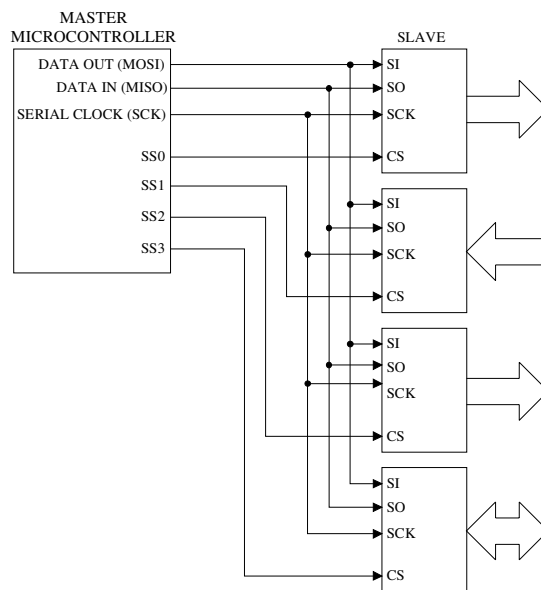 MASTER
MICROCONTROLLER
DATA OUT (MOSI)
DATA IN (MISO)
SERIAL CLOCK (SCK)
SS0
SS1
SS2
SS3
SLAVE
SI
SO
SCK
CS
SI
SO
SCK
CS
SI
SO
SCK
CS
SI
SO
SCK
CS